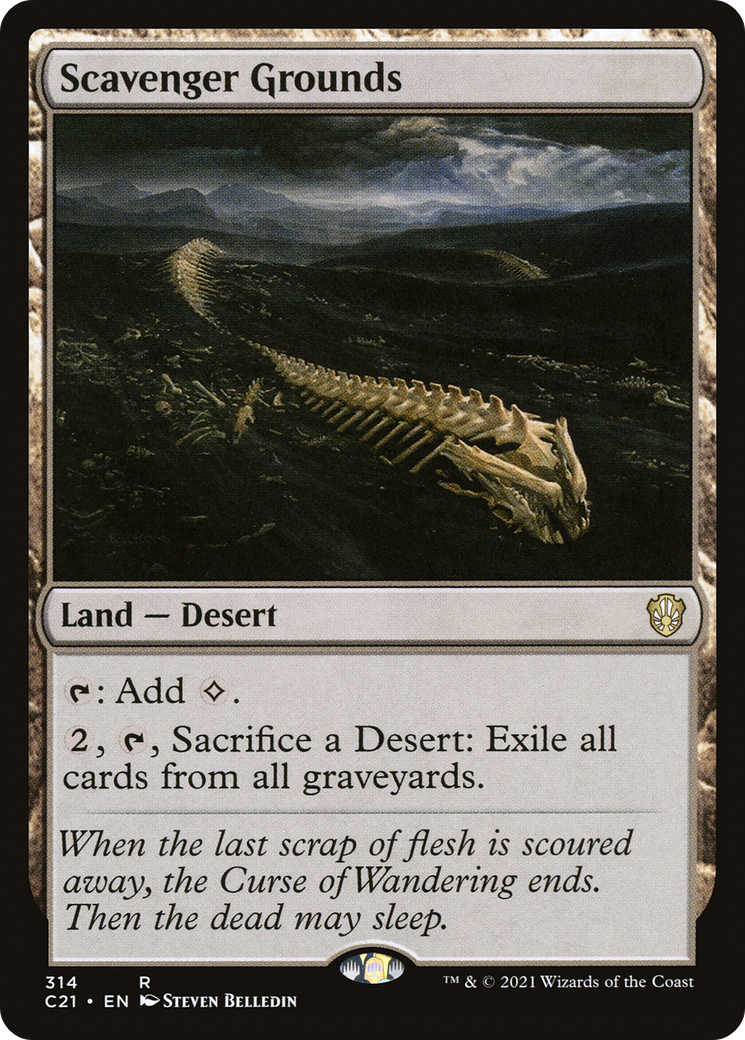 Scavenger Grounds
BELLEDIN
Land — Desert
: Add .
2, , Sacrifice a Desert: Exile all
cards from all graveyards.
When the last scrap of flesh is scoured
away, the Curse of Wandering ends.
Then the dead may sleep.
314 R
™ & © 2021 Wizards of the Coast
C21 • EN Steven Belledin